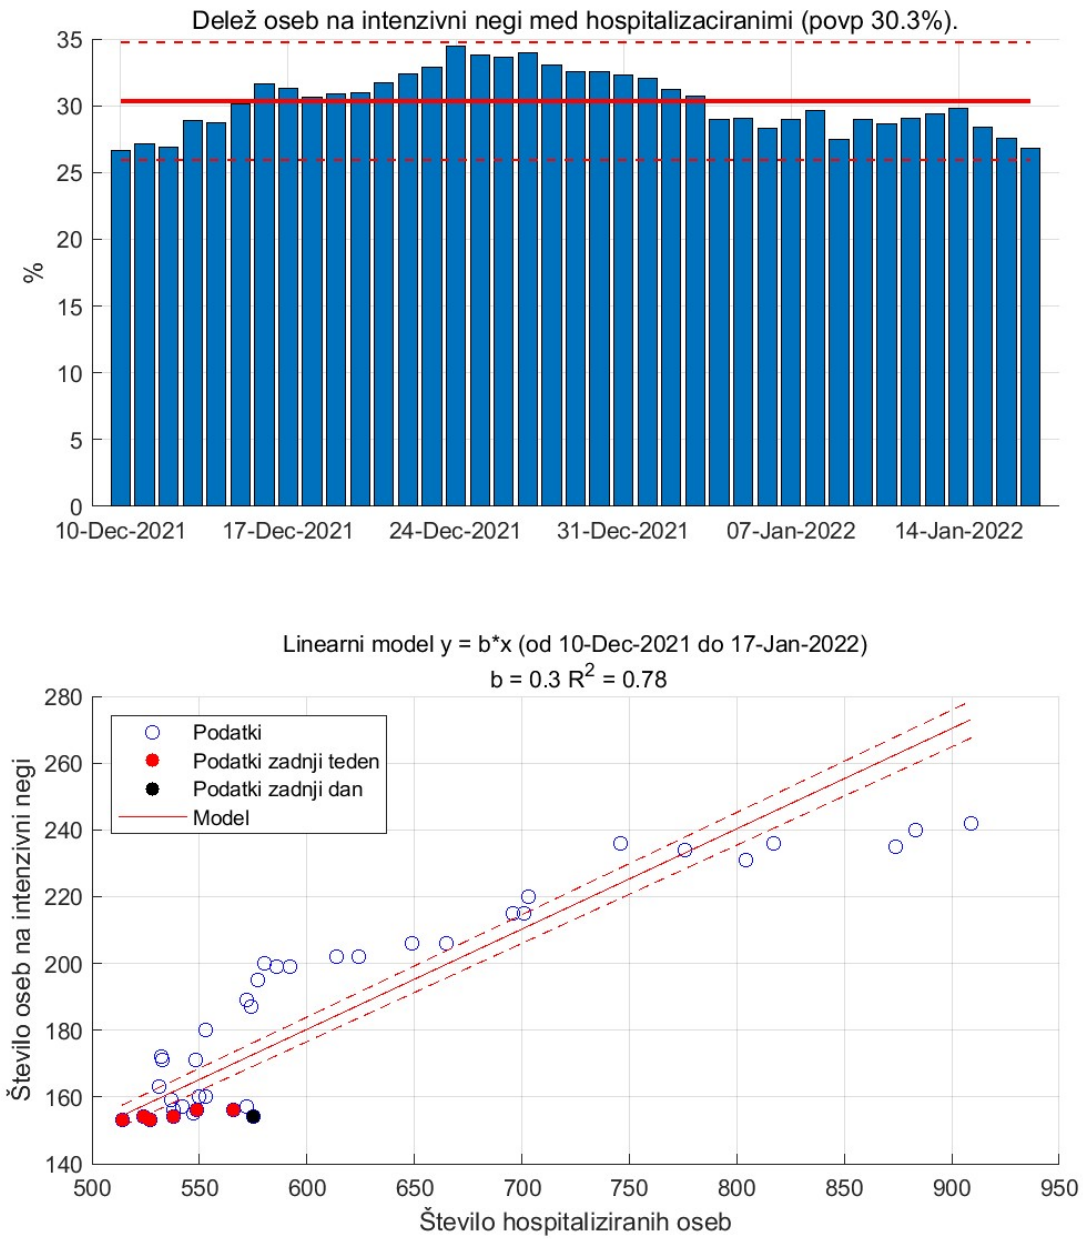 Delež oseb na intenzivni negi med hospitalizaciranimi (povp 30.3%).
35
30
25
20
15
10
5
0
%
10-Dec-2021 17-Dec-2021 24-Dec-2021 31-Dec-2021 07-Jan-2022 14-Jan-2022
Linearni model y = b*x (od 10-Dec-2021 do 17-Jan-2022)
b = 0.3 R² = 0.78
280
260
240
220
200
180
160
140
Število oseb na intenzivni negi
Podatki
Podatki zadnji teden
Podatki zadnji dan
Model
500 550 600 650 700 750 800 850 900 950
Število hospitaliziranih oseb